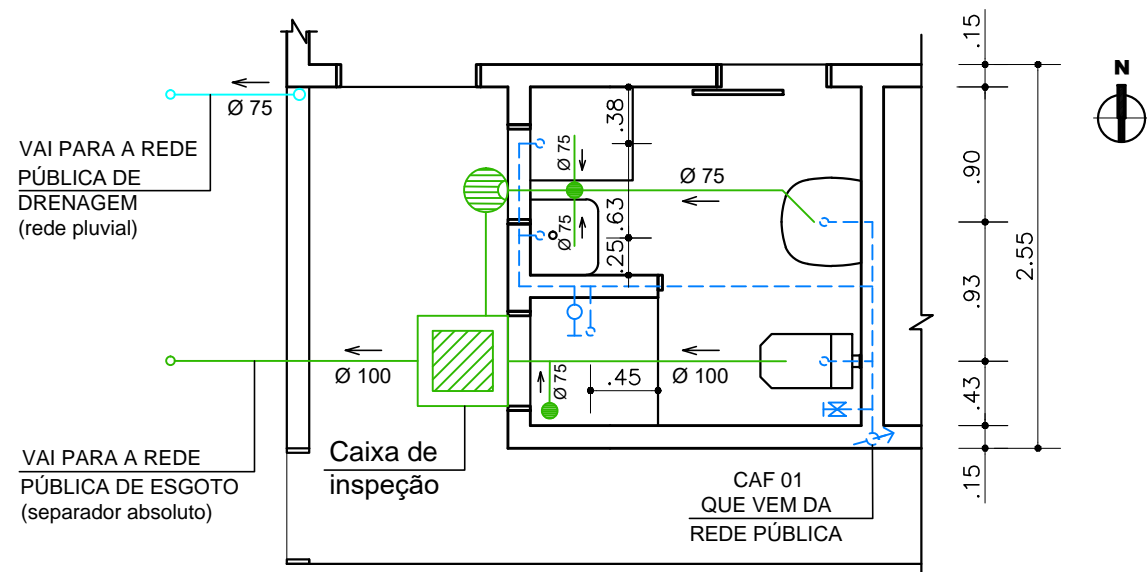 .15
N
Ø 75
VAI PARA A REDE
PÚBLICA DE
DRENAGEM
(rede pluvial)
.38
Ø 75
Ø 75
.90
.63
Ø 75
.25
2.55
.93
Ø 100
Ø 75
.45
Ø 100
.43
Caixa de
inspeção
VAI PARA A REDE
PÚBLICA DE ESGOTO
(separador absoluto)
CAF 01
QUE VEM DA
REDE PÚBLICA
.15